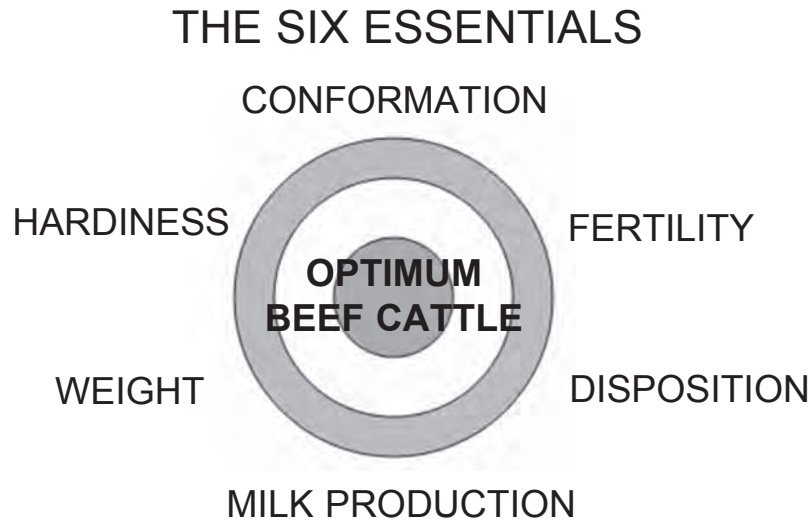 THE SIX ESSENTIALS
CONFORMATION
HARDINESS
FERTILITY
OPTIMUM
BEEF CATTLE
WEIGHT
DISPOSITION
MILK PRODUCTION